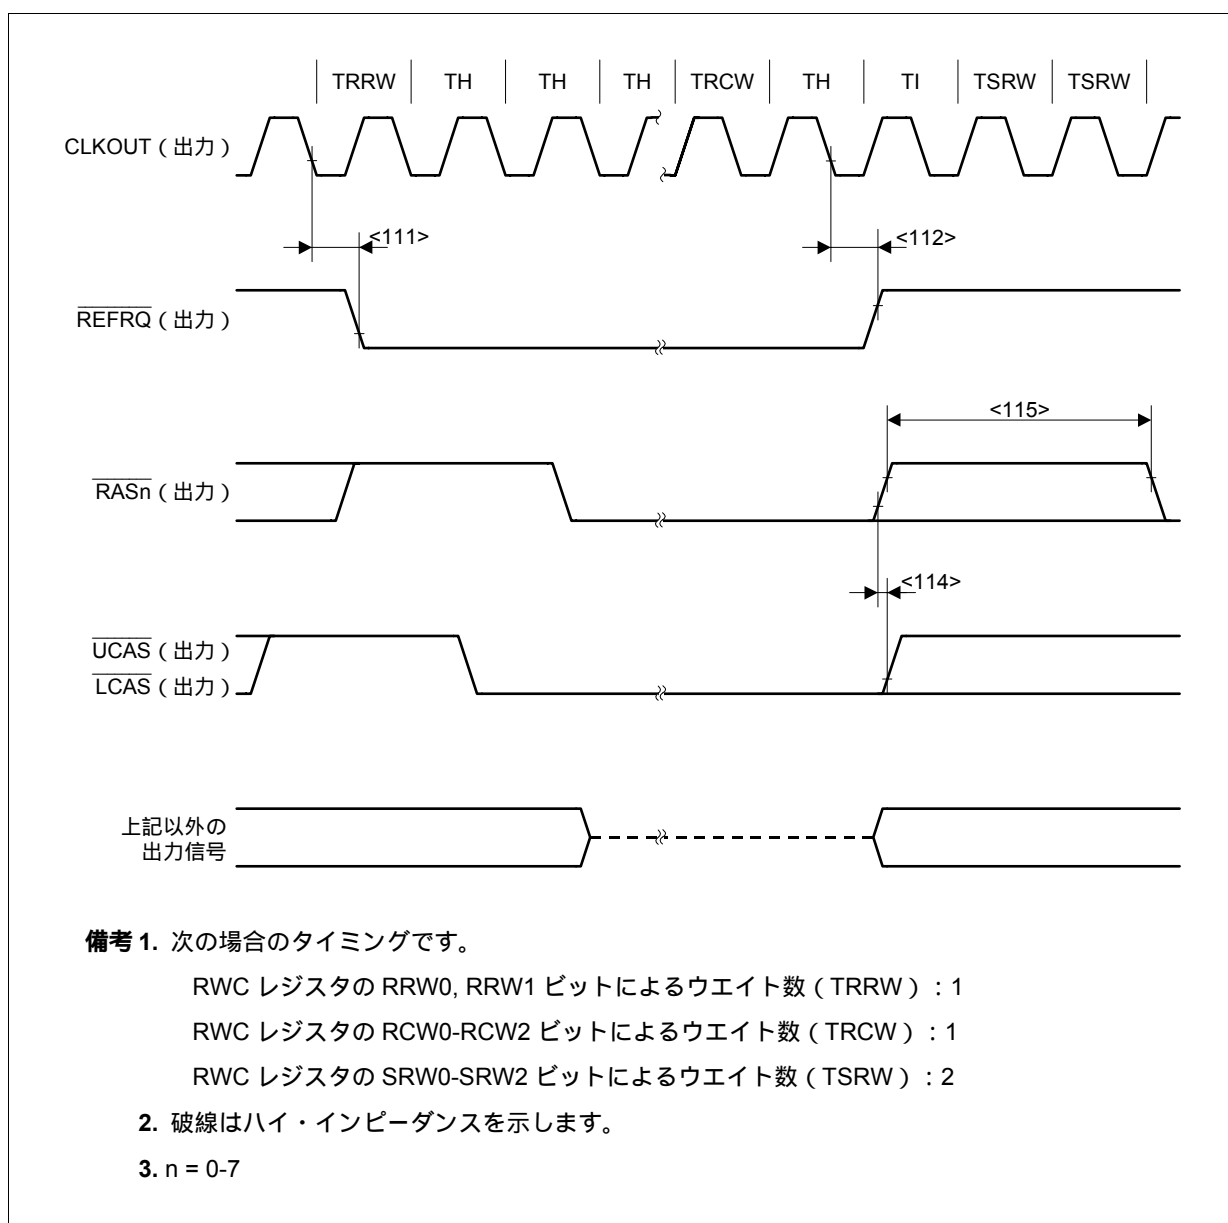 TRRW TH TH TH TRCW TH TI TSRW TSRW
CLKOUT（出力）
<111>
<112>
REFRQ（出力）
<115>
RASn（出力）
<114>
UCAS（出力）
LCAS（出力）
上記以外の
出力信号
備考 1. 次の場合のタイミングです。
RWC レジスタの RRW0, RRW1 ビットによるウエイト数（TRRW）：1
RWC レジスタの RCW0-RCW2 ビットによるウエイト数（TRCW）：1
RWC レジスタの SRW0-SRW2 ビットによるウエイト数（TSRW）：2
2. 破線はハイ・インピーダンスを示します。
3. n = 0-7